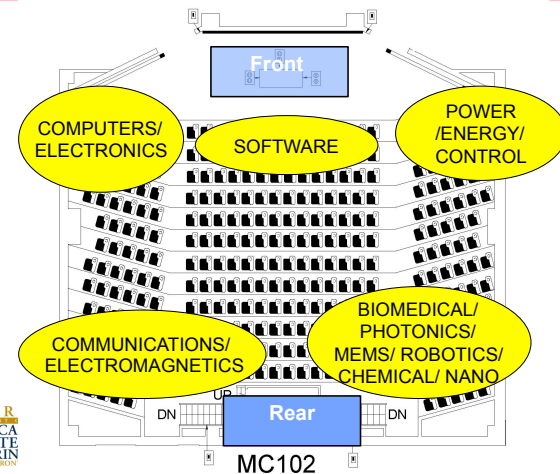 Front
COMPUTERS/
ELECTRONICS
SOFTWARE
POWER
/ENERGY/
CONTROL
COMMUNICATIONS/
ELECTROMAGNETICS
BIOMEDICAL/
PHOTONICS/
MEMS/ ROBOTICS/
CHEMICAL/ NANO
UP
DN
Rear
DN
MC102